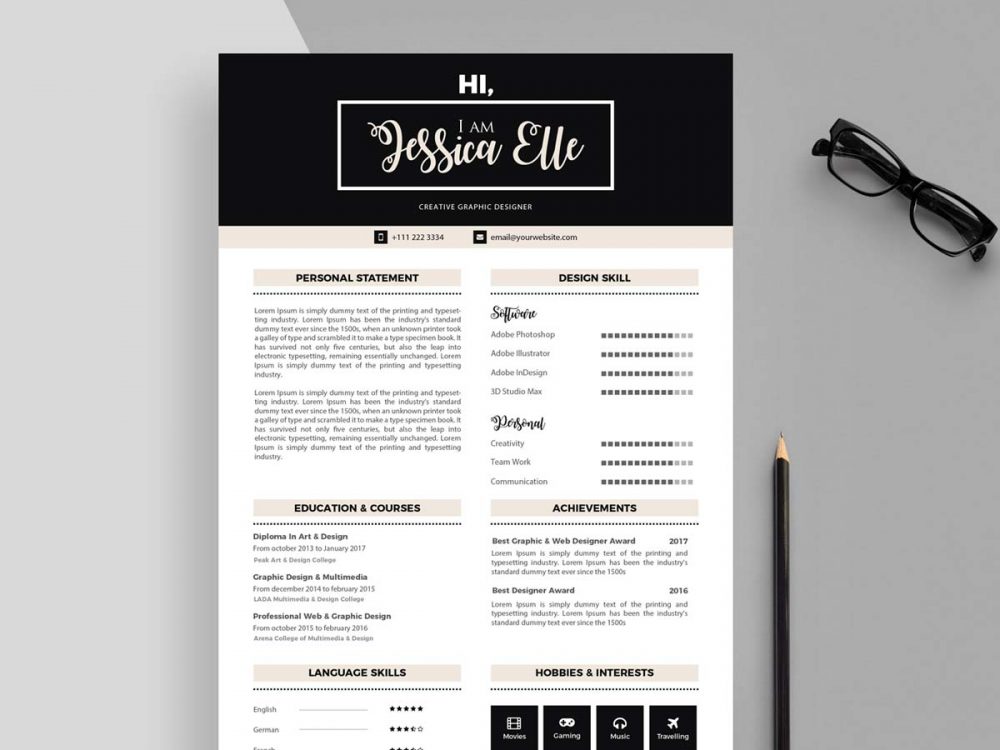 HI,
I AM
Jessica Elle
CREATIVE GRAPHIC DESIGNER
+111 222 3334
email@yourwebsite.com
PERSONAL STATEMENT
Lorem Ipsum is simply dummy text of the printing and typeset-
ting industry. Lorem Ipsum has been the industry's standard
dummy text ever since the 1500s, when an unknown printer took
a galley of type and scrambled it to make a type specimen book. It
has survived not only five centuries, but also the leap into
electronic typesetting, remaining essentially unchanged. Lorem
Ipsum is simply dummy text of the printing and typesetting
industry.
Lorem Ipsum is simply dummy text of the printing and typeset-
ting industry. Lorem Ipsum has been the industry's standard
dummy text ever since the 1500s, when an unknown printer took
a galley of type and scrambled it to make a type specimen book. It
has survived not only five centuries, but also the leap into
electronic typesetting, remaining essentially unchanged. Lorem
Ipsum is simply dummy text of the printing and typesetting
industry.
DESIGN SKILL
Software
Adobe Photoshop
Adobe Illustrator
Adobe InDesign
3D Studio Max
Personal
Creativity
Team Work
Communication
EDUCATION & COURSES
Diploma In Art & Design
From october 2013 to January 2017
Peak Art & Design College
Graphic Design & Multimedia
From december 2014 to february 2015
LADA Multimedia & Design College
Professional Web & Graphic Design
From october 2015 to february 2016
Arena College of Multimedia & Design
ACHIEVEMENTS
Best Graphic & Web Designer Award 2017
Lorem Ipsum is simply dummy text of the printing and
typesetting industry. Lorem Ipsum has been the industry's
standard dummy text ever since the 1500s
Best Designer Award 2016
Lorem Ipsum is simply dummy text of the printing and
typesetting industry. Lorem Ipsum has been the industry's
standard dummy text ever since the 1500s
LANGUAGE SKILLS
English
German
French
HOBBIES & INTERESTS
Movies
Gaming
Music
Travelling